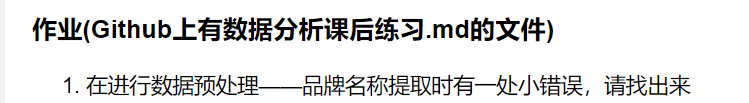 作业(Github上有数据分析课后练习.md的文件)
1. 在进行数据预处理——品牌名称提取时有一处小错误，请找出来